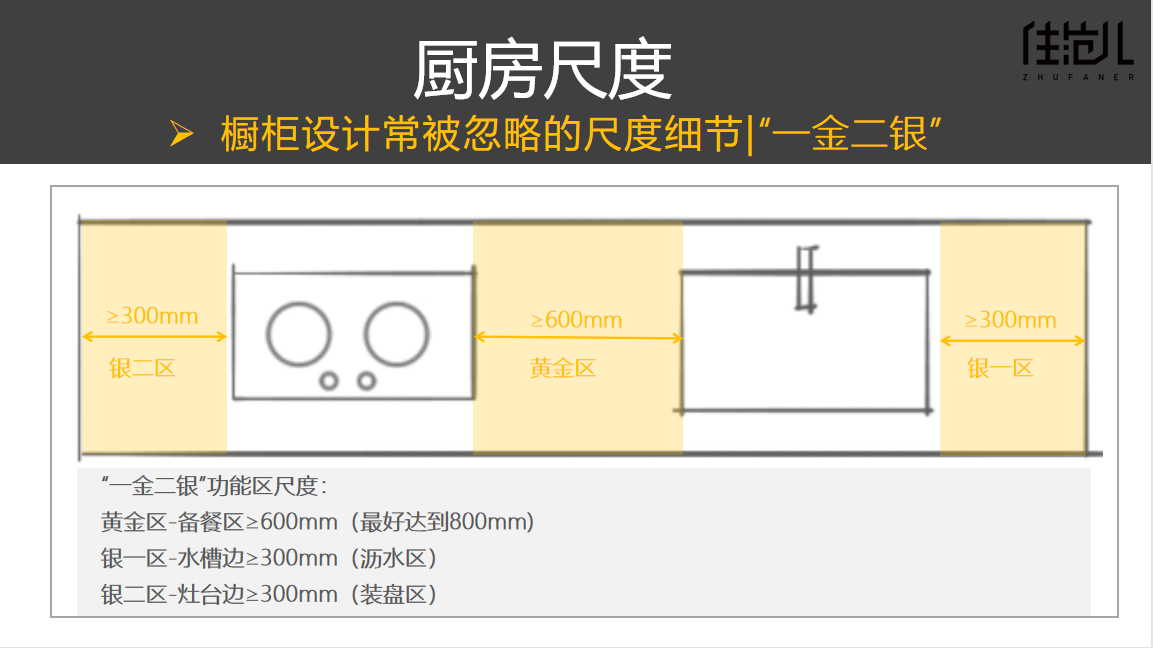 厨房尺度
住范儿
ZHUFANER
橱柜设计常被忽略的尺度细节|“一金二银”
≥300mm
银二区
≥600mm
黄金区
≥300mm
银一区
“一金二银”功能区尺度：
黄金区-备餐区≥600mm（最好达到800mm)
银一区-水槽边≥300mm（沥水区）
银二区-灶台边≥300mm（装盘区）